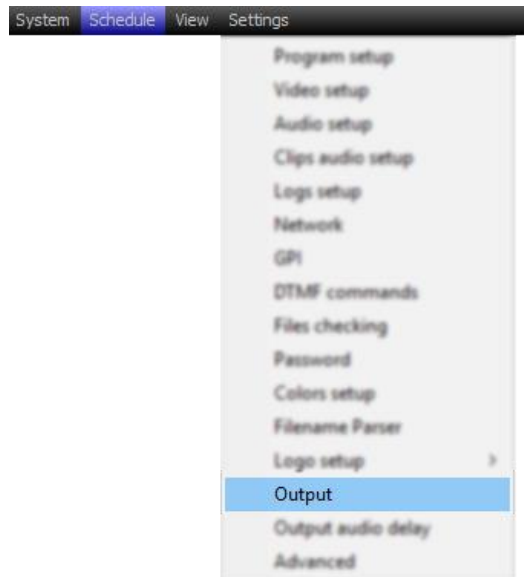 System Schedule View Settings
Program setup
Video setup
Audio setup
Clips audio setup
Logs setup
Network
GPI
DTMF commands
Files checking
Password
Colors setup
Filename Parser
Logo setup
Output
Output audio delay
Advanced